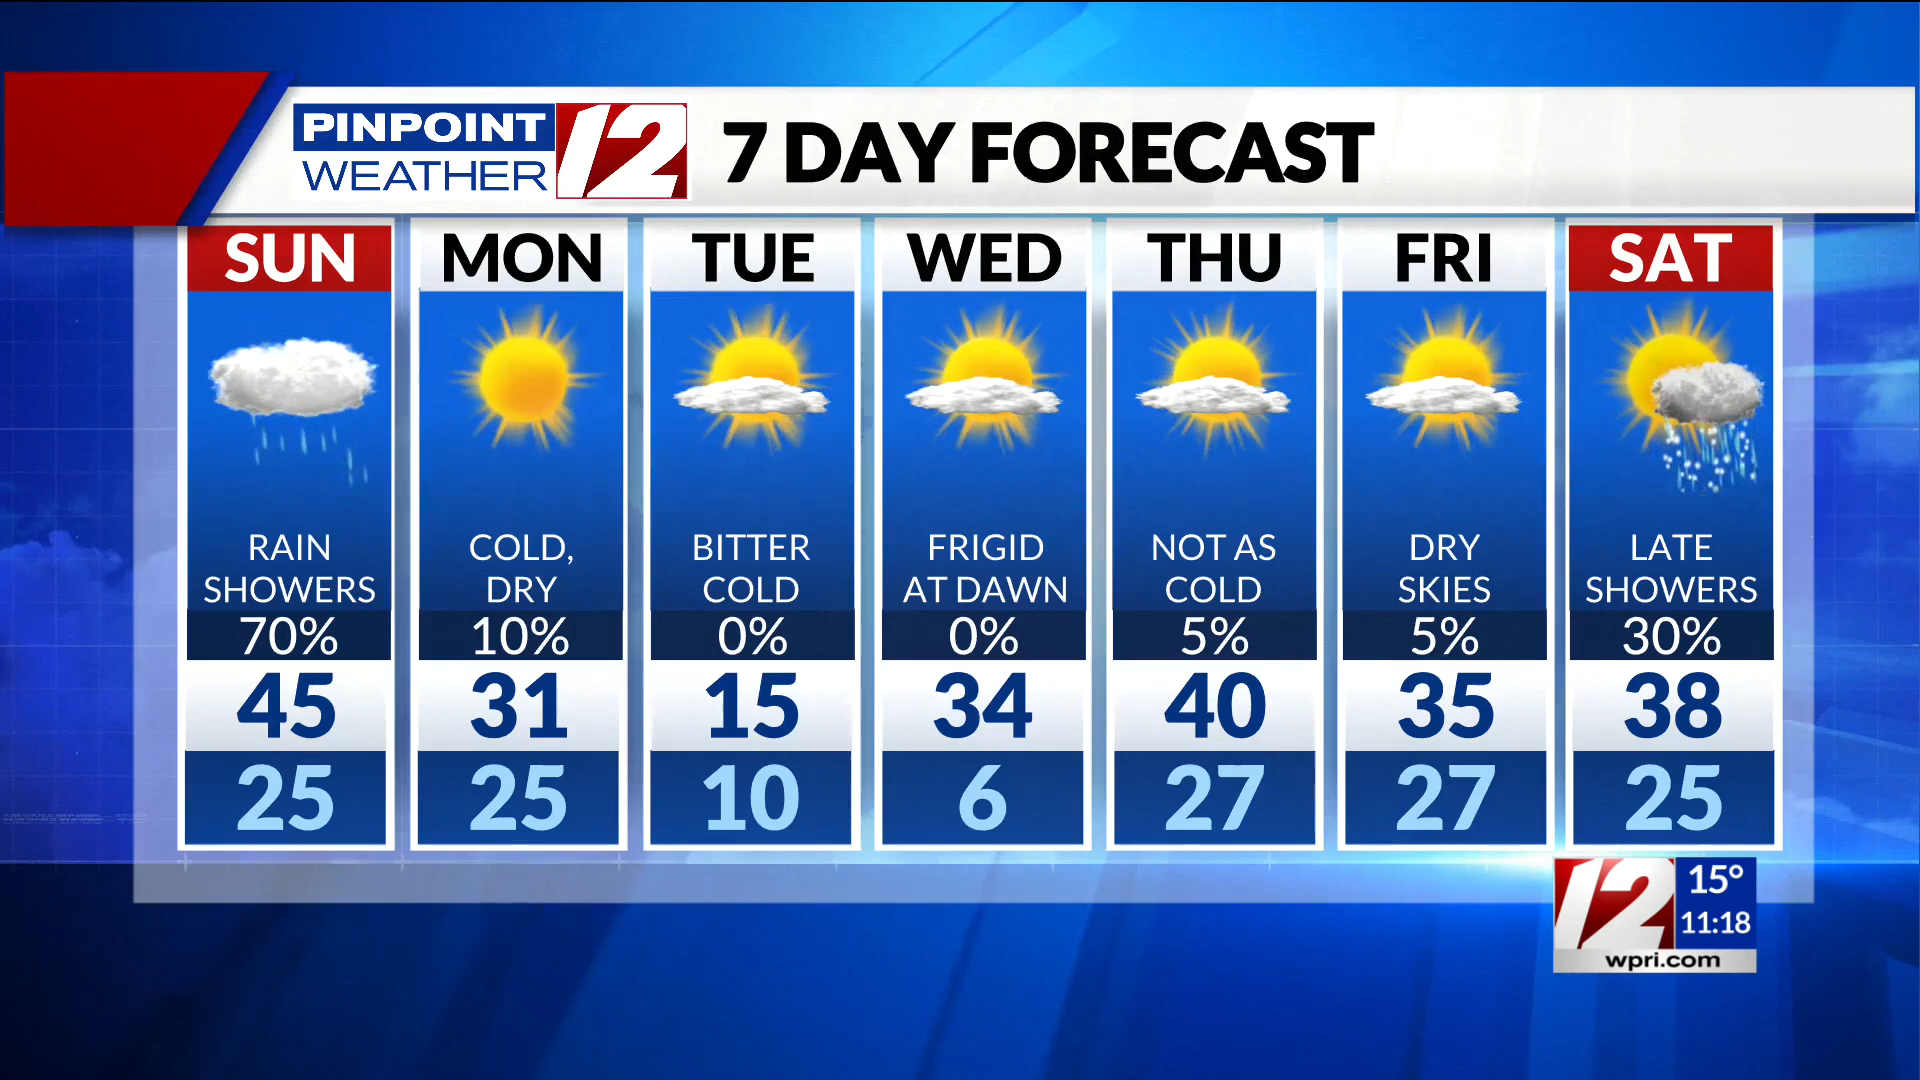 PINPOINT
WEATHER
12
7 DAY FORECAST
SUN
RAIN
SHOWERS
70%
45
25
MON
COLD,
DRY
10%
31
25
TUE
BITTER
COLD
0%
15
10
WED
FRIGID
AT DAWN
0%
34
6
THU
NOT AS
COLD
5%
40
27
FRI
DRY
SKIES
5%
35
27
SAT
LATE
SHOWERS
30%
38
25
12
15°
11:18
wpri.com